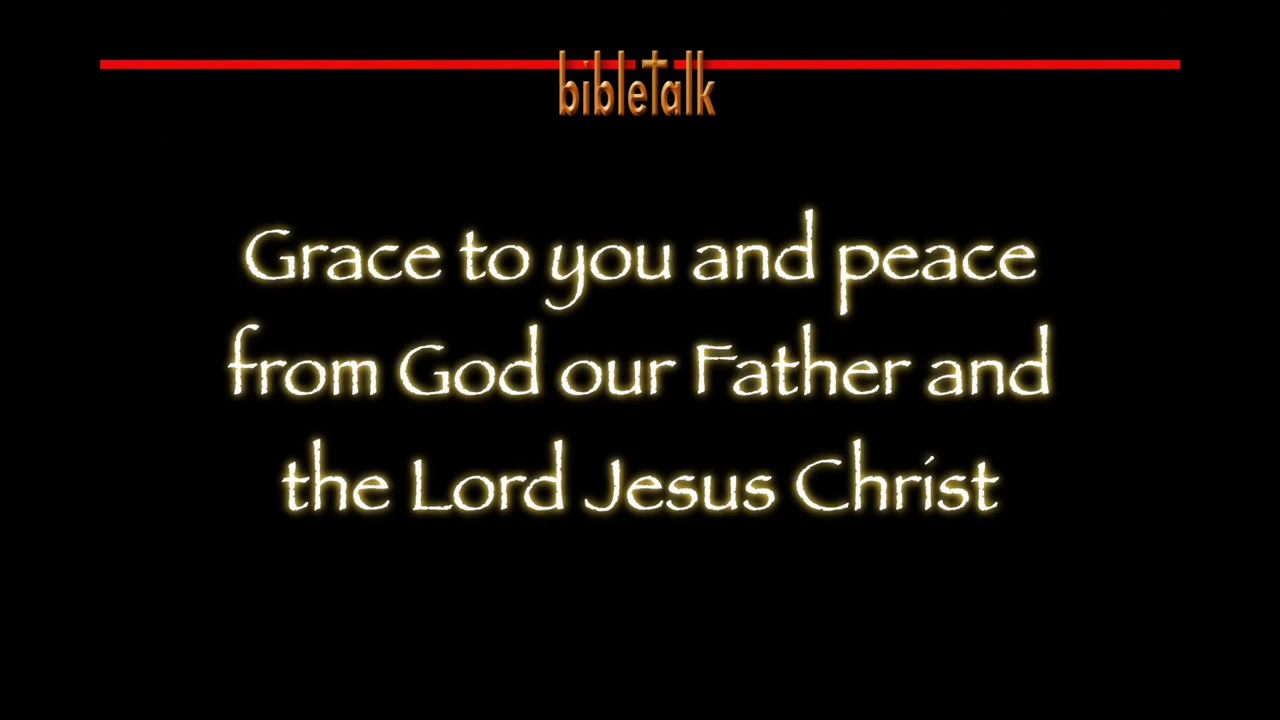 bibleTalk
Grace to you and peace
from God our Father and
the Lord Jesus Christ